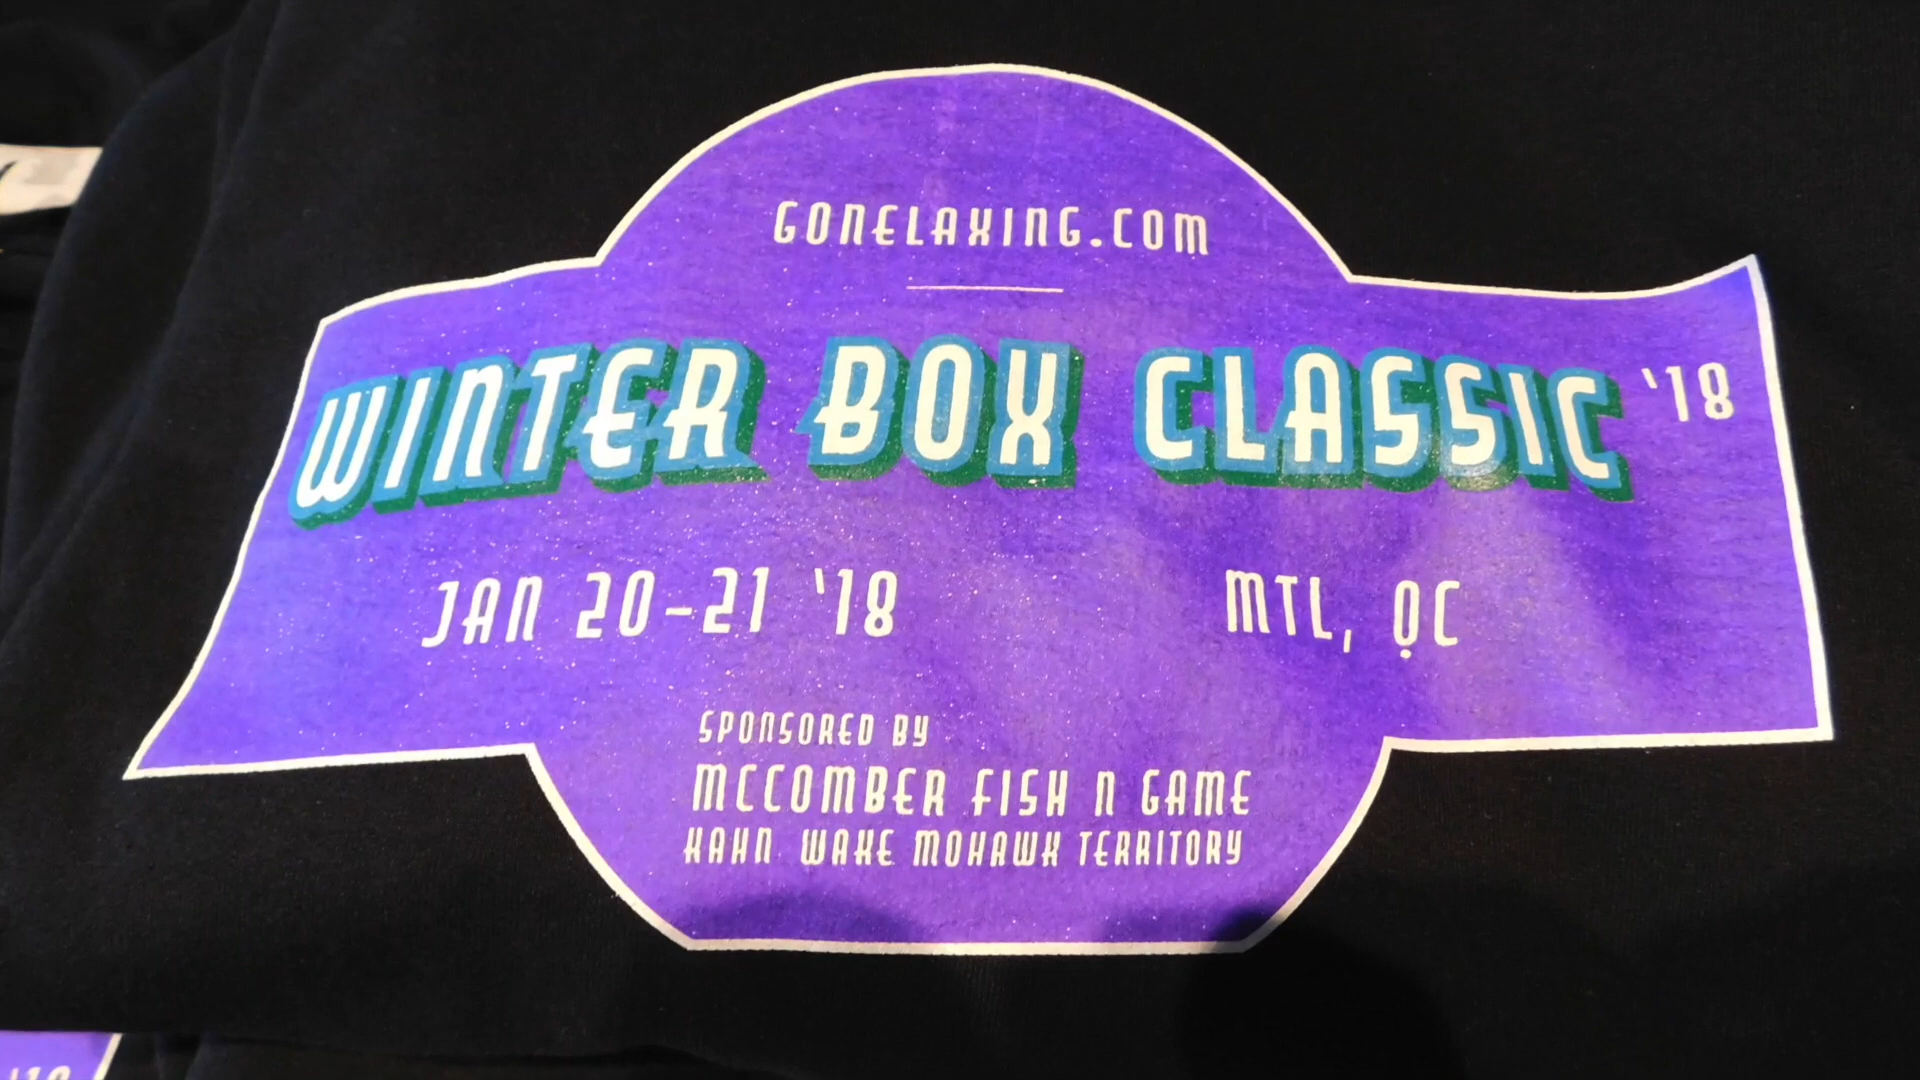 GONELAXING.COM
WINTER BOX CLASSIC '18
JAN 20-21 '18 MTL, QC
SPONSORED BY
MCCOMBER FISH N GAME
KAHN WAKE MOHAWK TERRITORY
'18